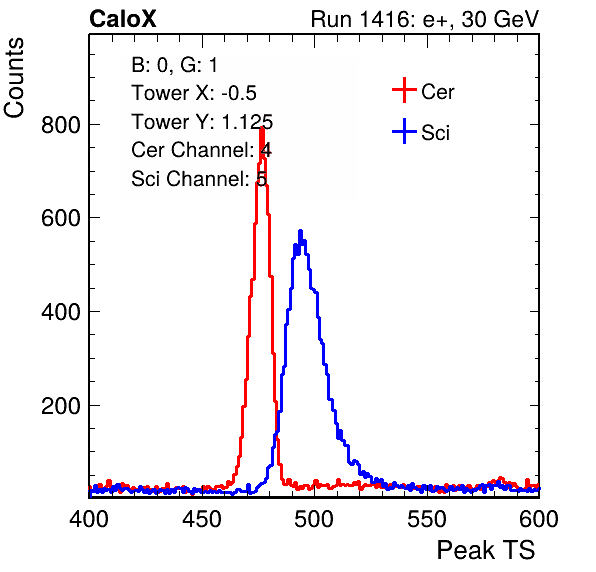 CaloX Run 1416: e+, 30 GeV
Counts
B: 0, G: 1
Tower X: -0.5
Tower Y: 1.125
Cer Channel: 4
Sci Channel: 5
Cer
Sci
800
600
400
200
400 450 500 550 600
Peak TS